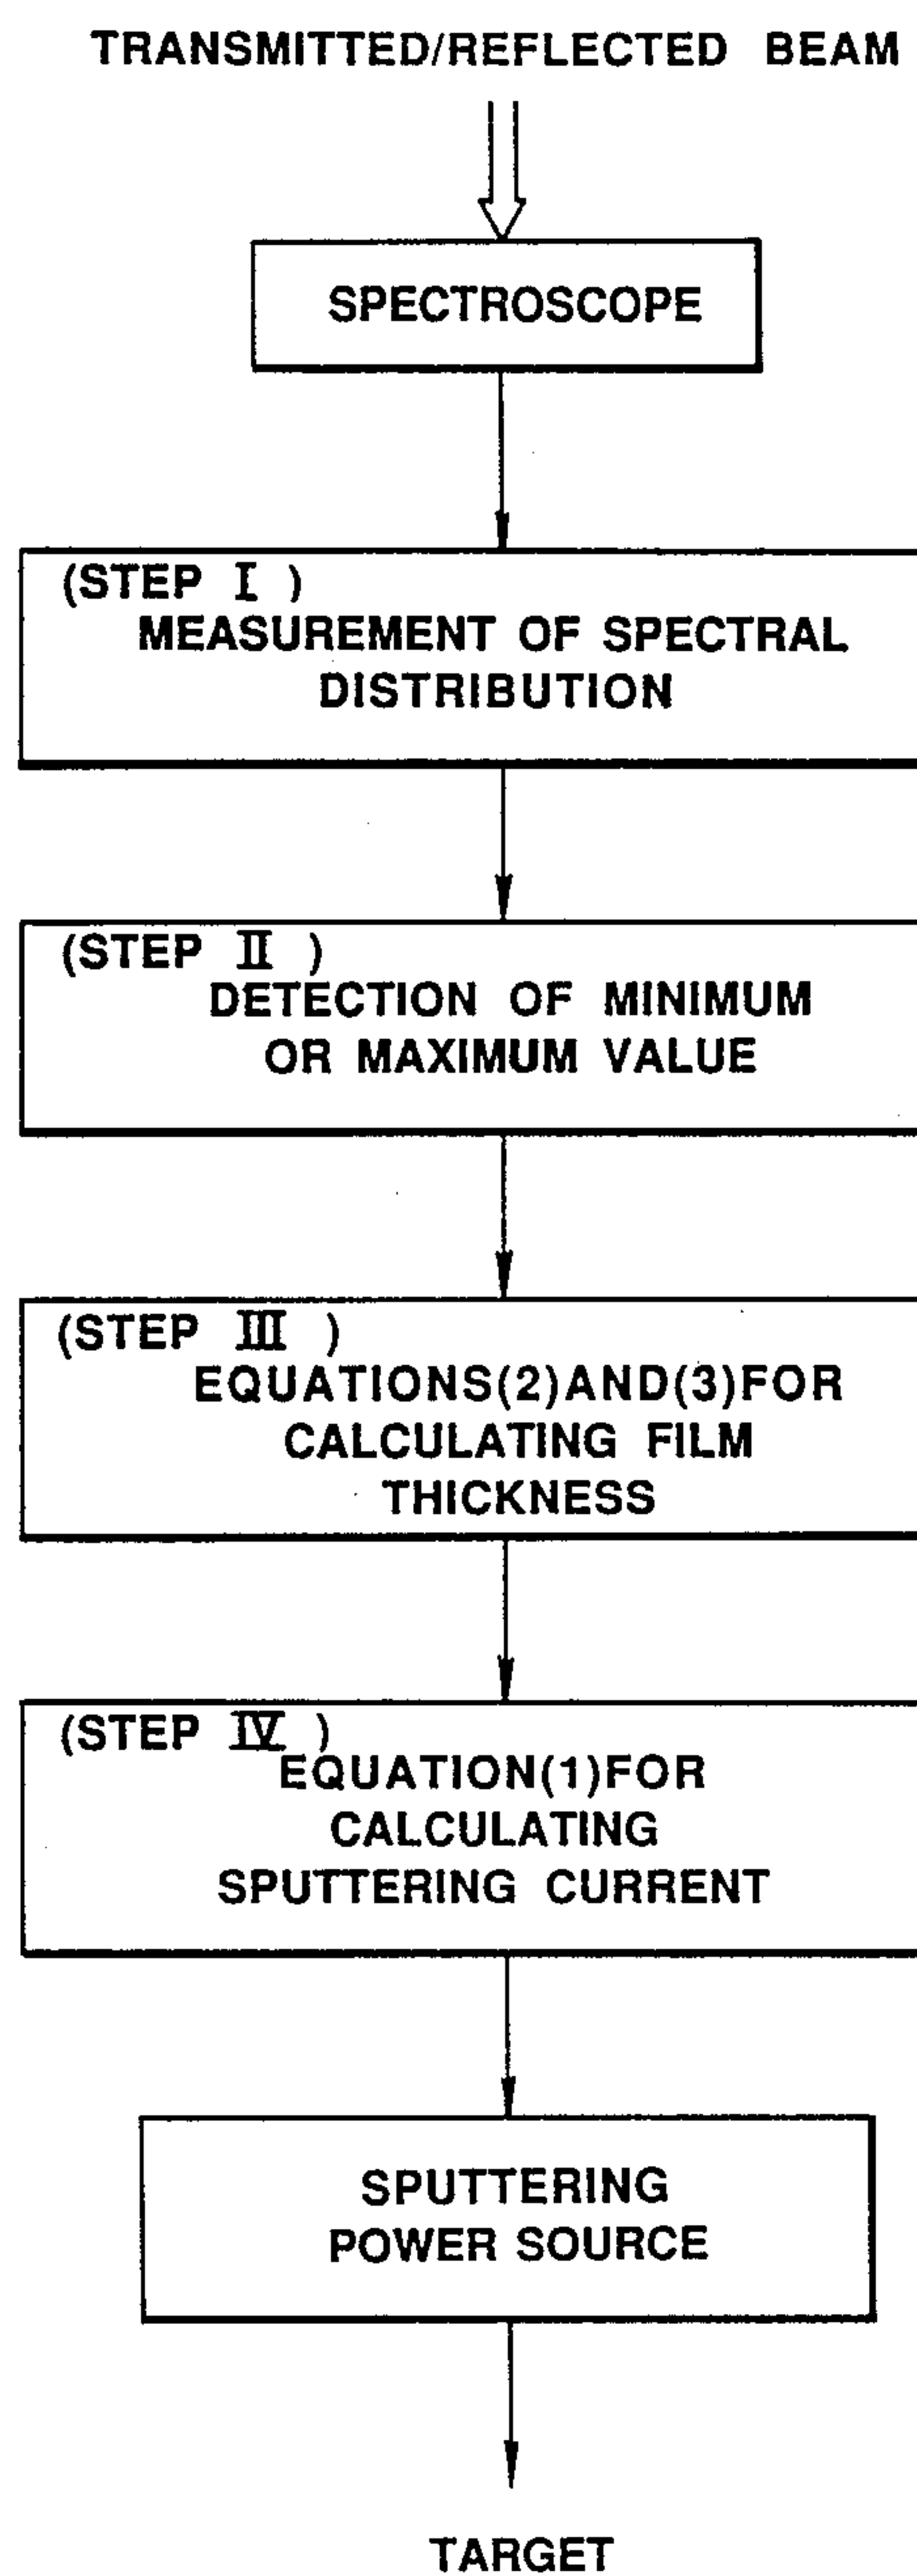 TRANSMITTED/REFLECTED BEAM
SPECTROSCOPE
(STEP I )
MEASUREMENT OF SPECTRAL
DISTRIBUTION
(STEP II )
DETECTION OF MINIMUM
OR MAXIMUM VALUE
(STEP III )
EQUATIONS(2)AND(3)FOR
CALCULATING FILM
THICKNESS
(STEP IV )
EQUATION(1)FOR
CALCULATING
SPUTTERING CURRENT
SPUTTERING
POWER SOURCE
TARGET